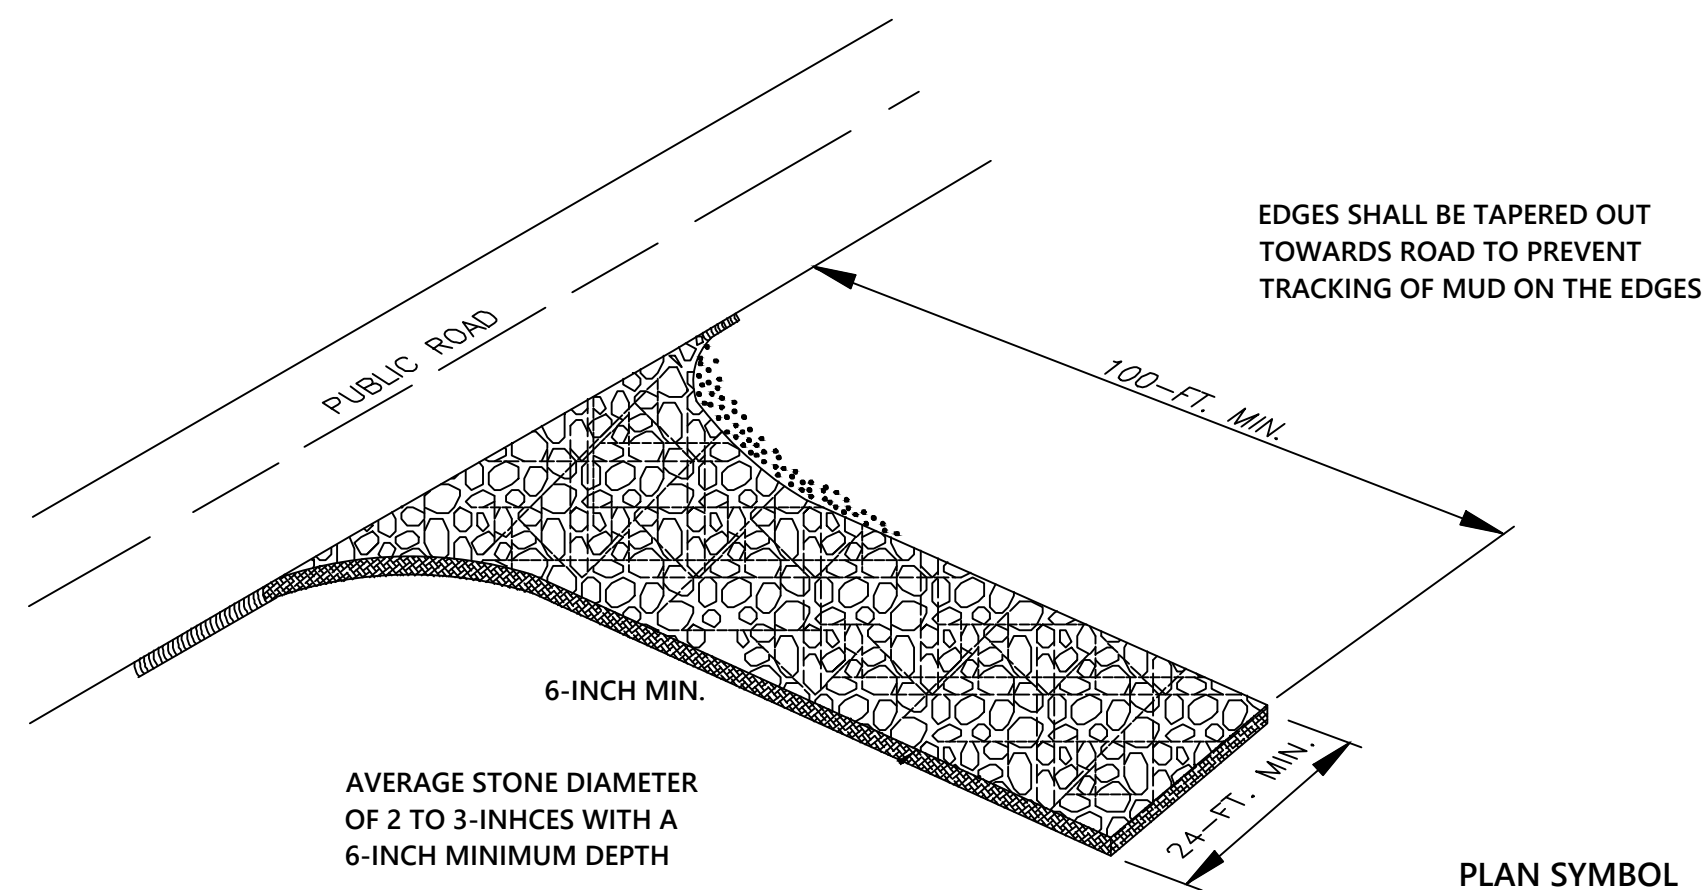 EDGES SHALL BE TAPERED OUT
TOWARDS ROAD TO PREVENT
TRACKING OF MUD ON THE EDGES
PUBLIC ROAD
100-FT. MIN.
6-INCH MIN.
24-FT. MIN.
AVERAGE STONE DIAMETER
OF 2 TO 3-INHCES WITH A
6-INCH MINIMUM DEPTH
PLAN SYMBOL